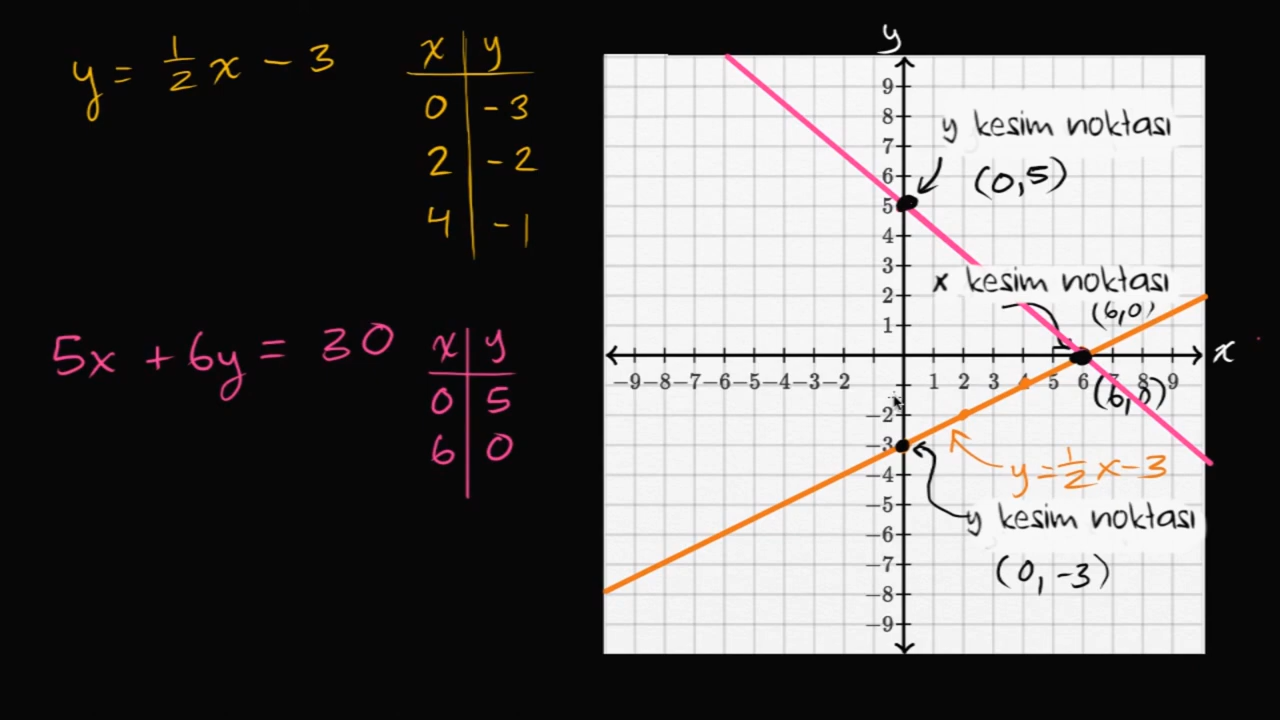 y = 1/2 x - 3
x y
0 -3
2 -2
4 -1
5x + 6y = 30
x y
0 5
6 0
y
9
8
7
6
5
4
3
2
1
y kesim noktası
(0,5)
x kesim noktası
(6,0)
x
-9 -8 -7 -6 -5 -4 -3 -2 1 2 3 4 5 6 7 8 9
(6,0)
-2
-3
-4
-5
-6
-7
-8
-9
y = 1/2 x - 3
y kesim noktası
(0, -3)